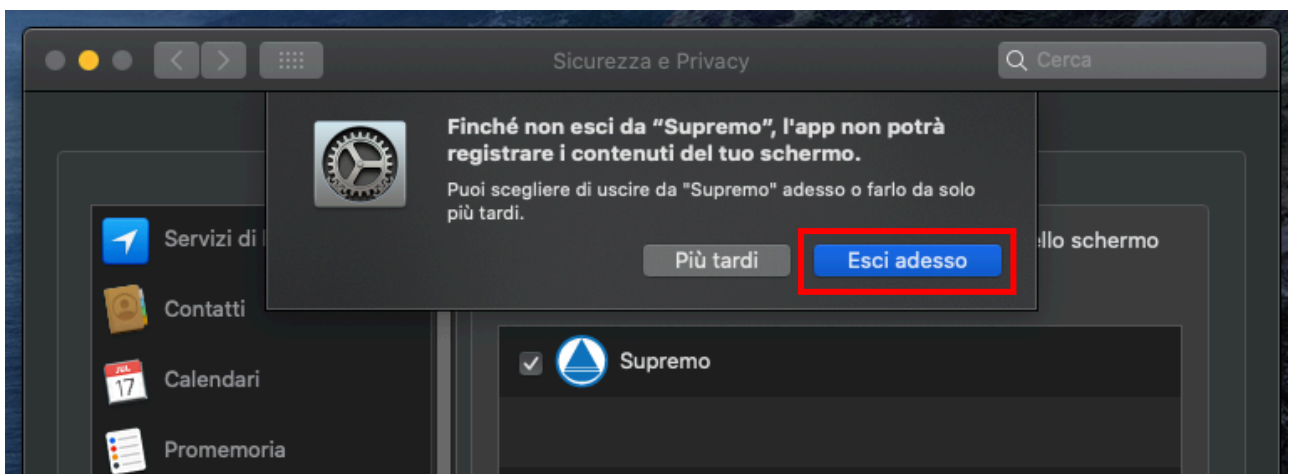 Sicurezza e Privacy
Cerca
Finché non esci da “Supremo”, l'app non potrà
registrare i contenuti del tuo schermo.
Puoi scegliere di uscire da "Supremo" adesso o farlo da solo
più tardi.
Più tardi
Esci adesso
Servizi di
llo schermo
Contatti
Supremo
JUL
17
Calendari
Promemoria